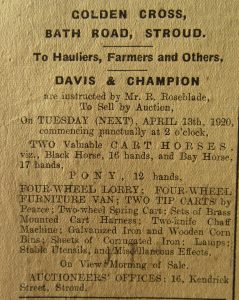 GOLDEN CROSS,
BATH ROAD, STROUD.
To Hauliers, Farmers and Others,
DAVIS & CHAMPION
are instructed by Mr. R. Roseblade,
To Sell by Auction,
On TUESDAY (NEXT), APRIL 13th, 1920,
commencing punctually at 2 o'clock,
TWO Valuable CART HORSES,
viz., Black Horse, 16 hands, and Bay Horse,
17 hands,
PONY, 12 hands.
FOUR-WHEEL LORRY; FOUR-WHEEL
FURNITURE VAN; TWO TIP CARTS by
Pearce; Two-wheel Spring Cart; Sets of Brass
Mounted Cart Harness; Two-knife Chaff
Machine; Galvanized Iron and Wooden Corn
Bins; Sheets of Corrugated Iron; Lamps;
Stable Utensils, and Miscellaneous Effects.
On View Morning of Sale.
AUCTIONEERS' OFFICES: 16, Kendrick
Street, Stroud.